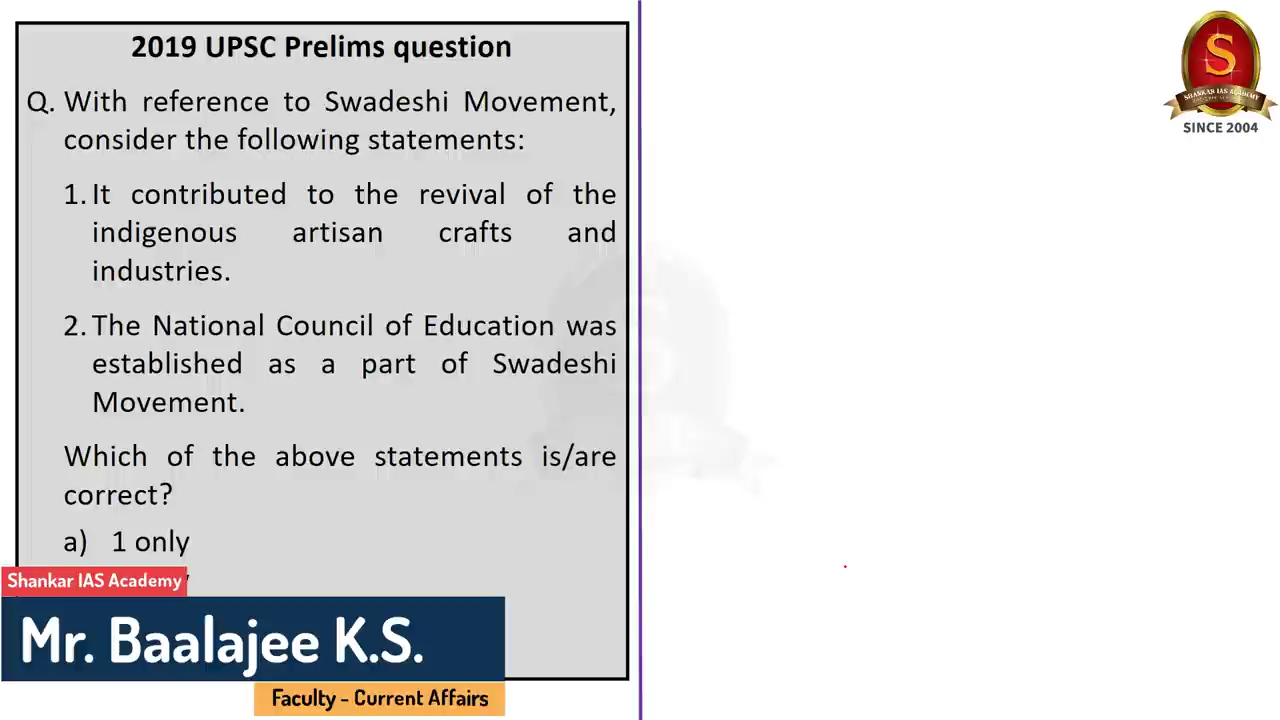 2019 UPSC Prelims question
Q. With reference to Swadeshi Movement,
consider the following statements:
1. It contributed to the revival of the
indigenous artisan crafts and
industries.
2. The National Council of Education was
established as a part of Swadeshi
Movement.
Which of the above statements is/are
correct?
a) 1 only
Shankar IAS Academy
Mr. Baalajee K.S.
Faculty - Current Affairs
S
SHANKAR IAS ACADEMY
SINCE 2004